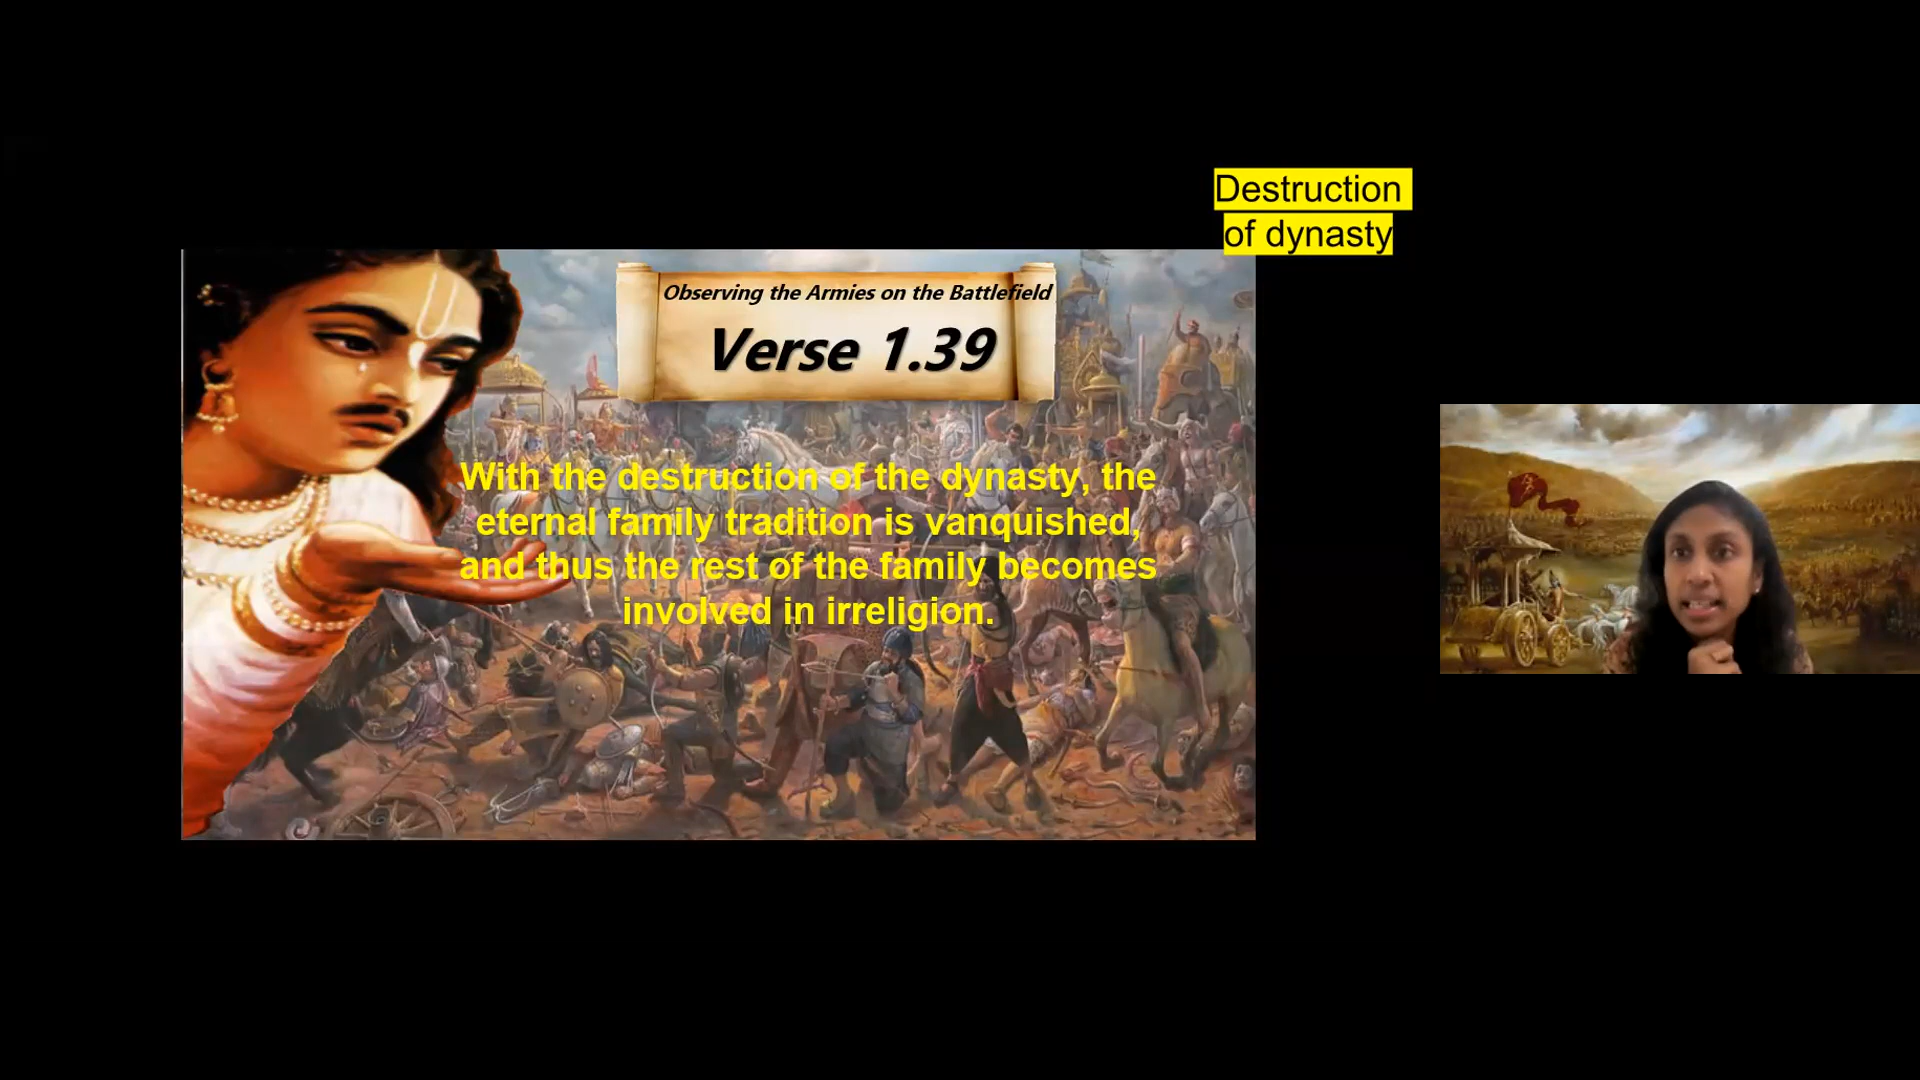 Destruction
of dynasty
Observing the Armies on the Battlefield
Verse 1.39
With the destruction of the dynasty, the
eternal family tradition is vanquished,
and thus the rest of the family becomes
involved in irreligion.